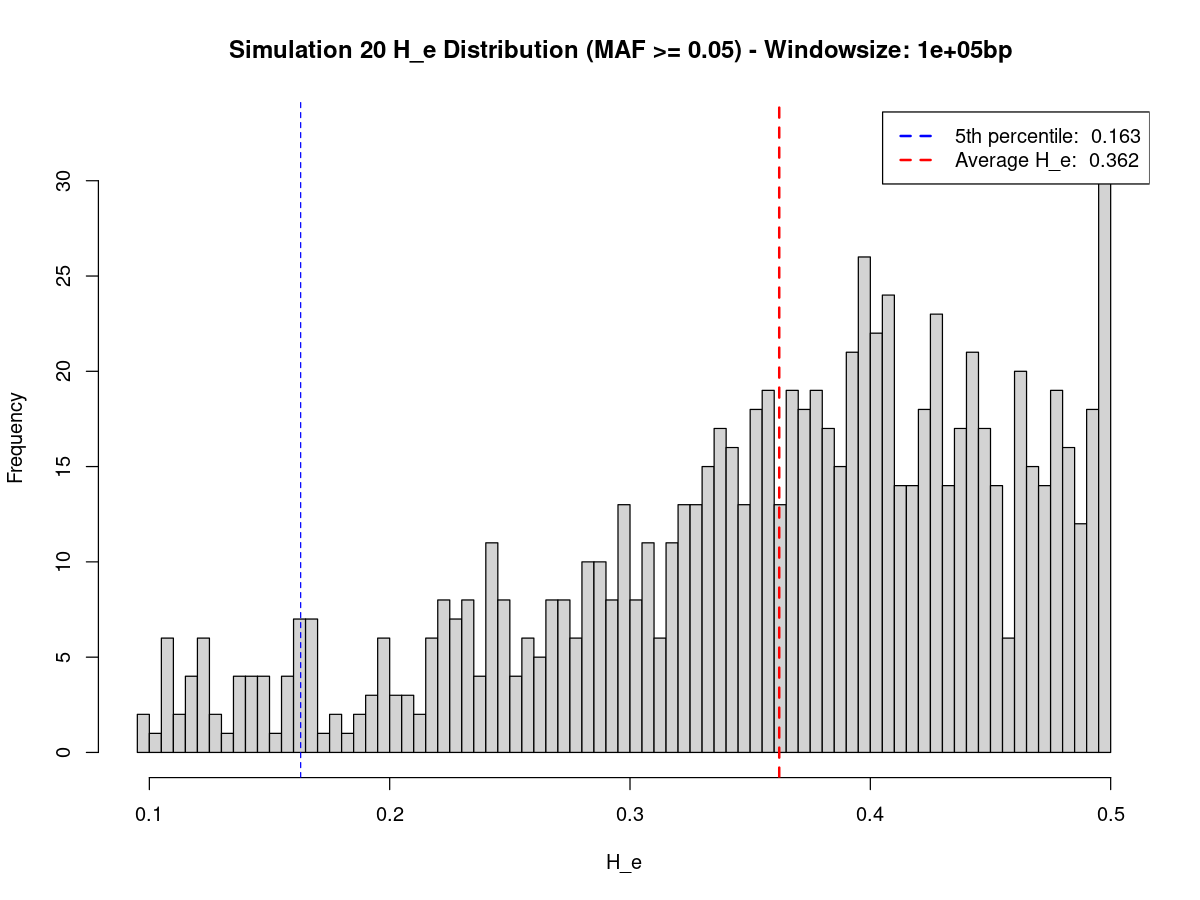 Simulation 20 H_e Distribution (MAF >= 0.05) - Windowsize: 1e+05bp
5th percentile: 0.163
Average H_e: 0.362
Frequency
30
25
20
15
10
5
0
0.1 0.2 0.3 0.4 0.5
H_e